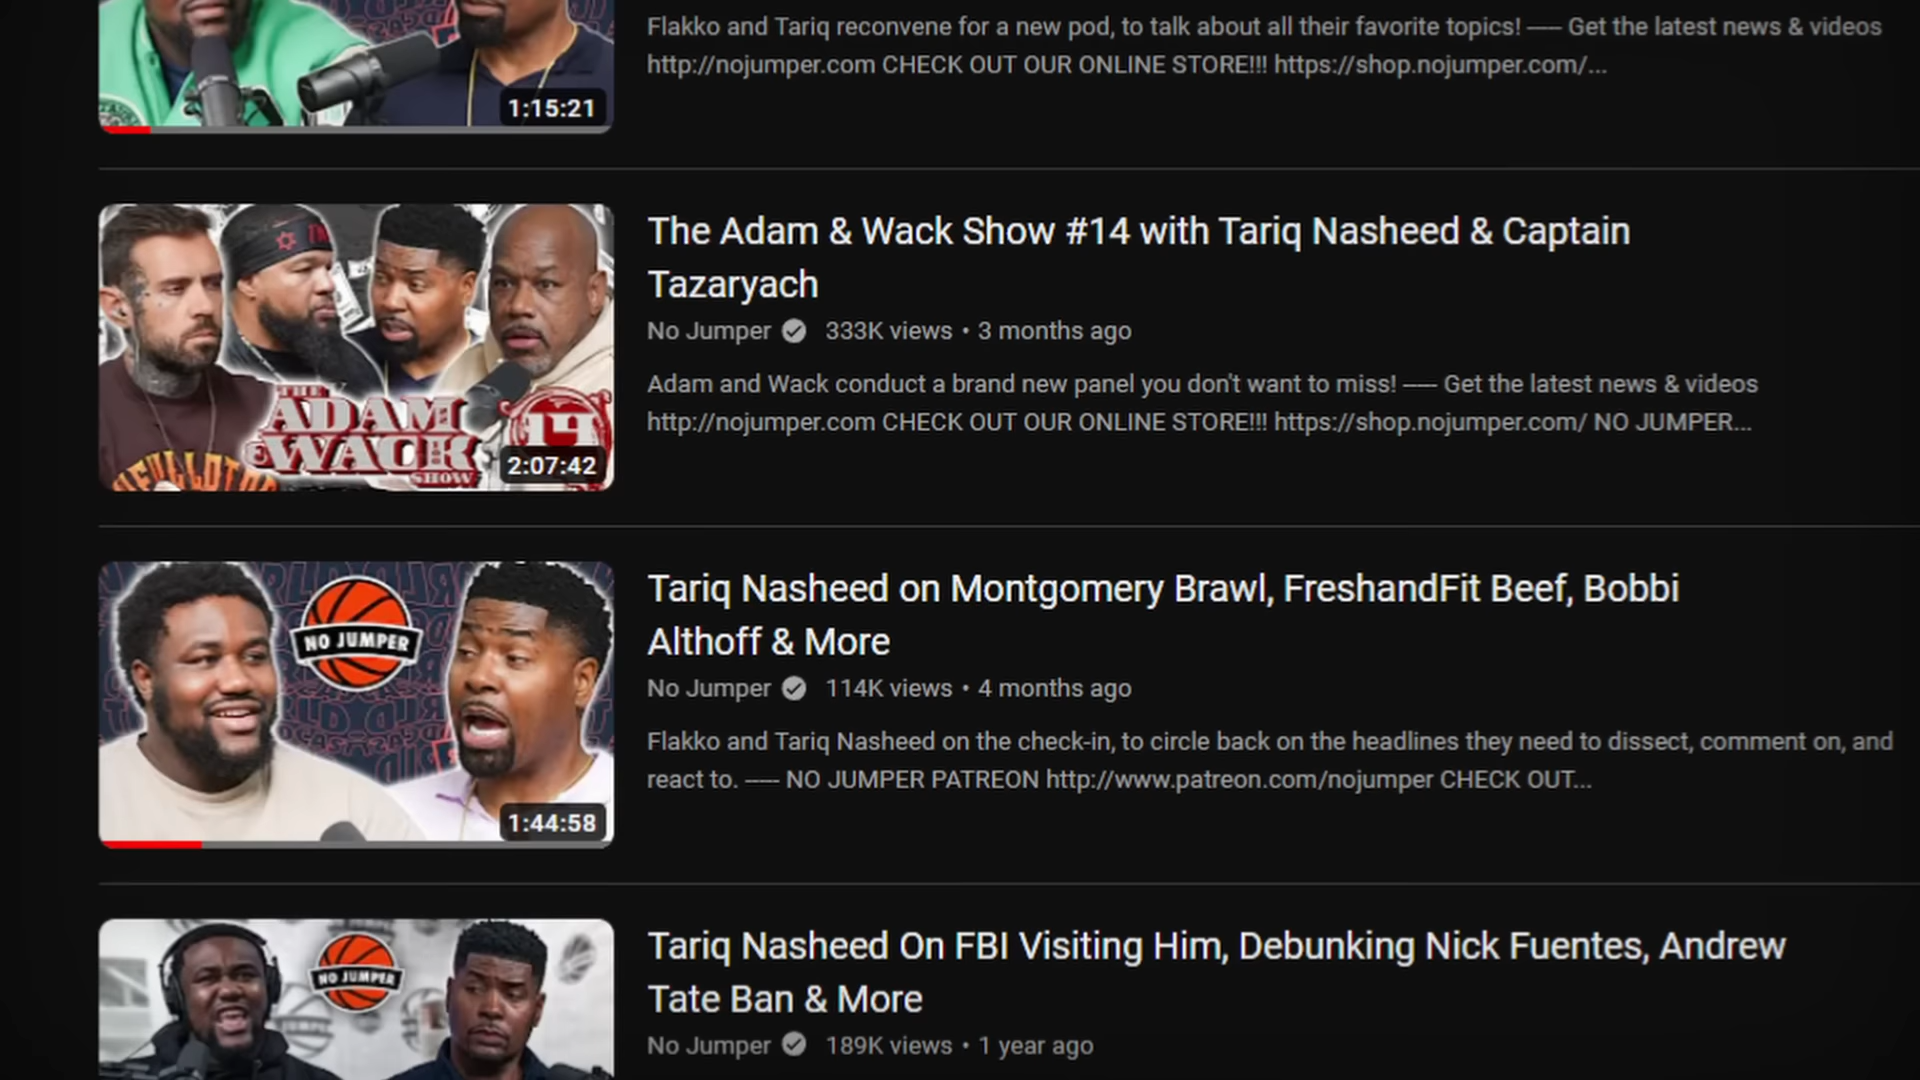 Flakko and Tariq reconvene for a new pod, to talk about all their favorite topics! —– Get the latest news & videos
http://nojumper.com CHECK OUT OUR ONLINE STORE!!! https://shop.nojumper.com/...
1:15:21
The Adam & Wack Show #14 with Tariq Nasheed & Captain
Tazaryach
No Jumper 333K views • 3 months ago
Adam and Wack conduct a brand new panel you don't want to miss! —– Get the latest news & videos
http://nojumper.com CHECK OUT OUR ONLINE STORE!!! https://shop.nojumper.com/ NO JUMPER...
THE
ADAM
& WACK
SHOW
14
2:07:42
Tariq Nasheed on Montgomery Brawl, FreshandFit Beef, Bobbi
Althoff & More
No Jumper 114K views • 4 months ago
Flakko and Tariq Nasheed on the check-in, to circle back on the headlines they need to dissect, comment on, and
react to. —– NO JUMPER PATREON http://www.patreon.com/nojumper CHECK OUT...
NO JUMPER
1:44:58
Tariq Nasheed On FBI Visiting Him, Debunking Nick Fuentes, Andrew
Tate Ban & More
No Jumper 189K views • 1 year ago
NO JUMPER